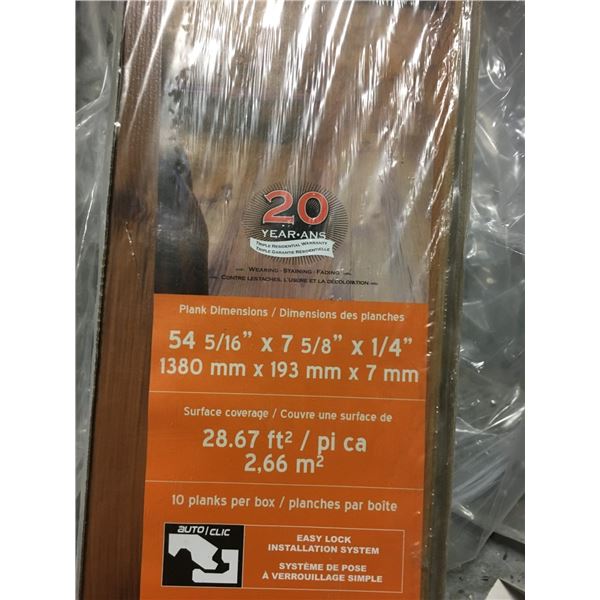 20
YEAR•ANS
TRIPLE RESIDENTIAL WARRANTY
TRIPLE GARANTIE RÉSIDENTIELLE
WEARING • STAINING • FADING
CONTRE LES TACHES, L'USURE ET LA DÉCOLORATION
Plank Dimensions / Dimensions des planches
54 5/16" x 7 5/8" x 1/4"
1380 mm x 193 mm x 7 mm
Surface coverage / Couvre une surface de
28.67 ft² / pi ca
2,66 m²
10 planks per box / planches par boîte
AUTO/CLIC
EASY LOCK
INSTALLATION SYSTEM
SYSTÈME DE POSE
À VERROUILLAGE SIMPLE